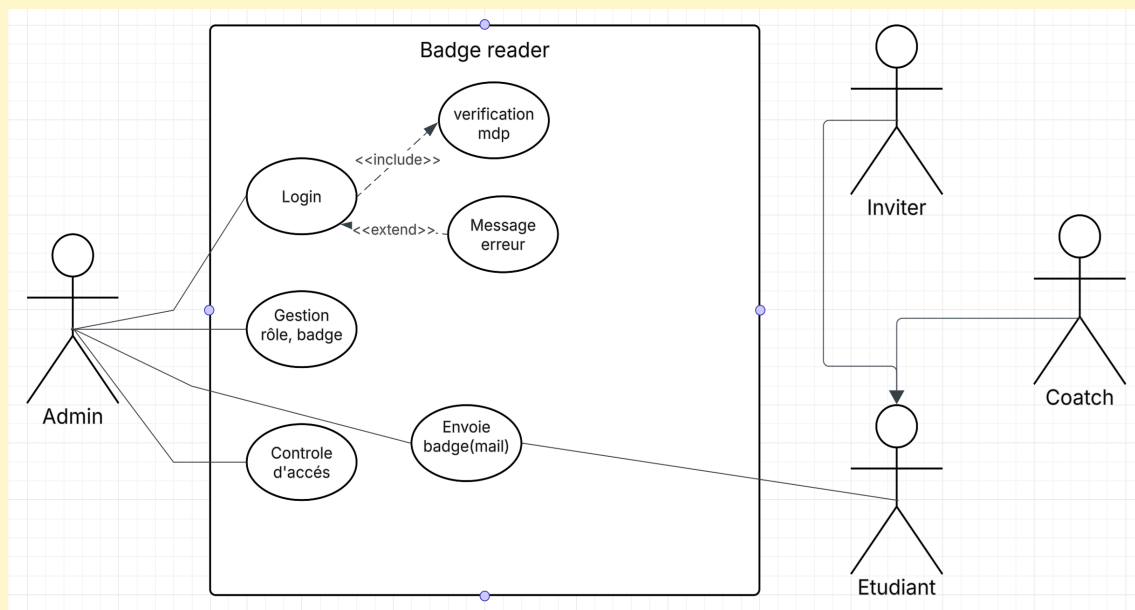 Badge reader
verification
mdp
<<include>>
Login
<<extend>>
Message
erreur
Inviter
Gestion
rôle, badge
Admin
Coatch
Envoie
badge(mail)
Controle
d'accés
Etudiant